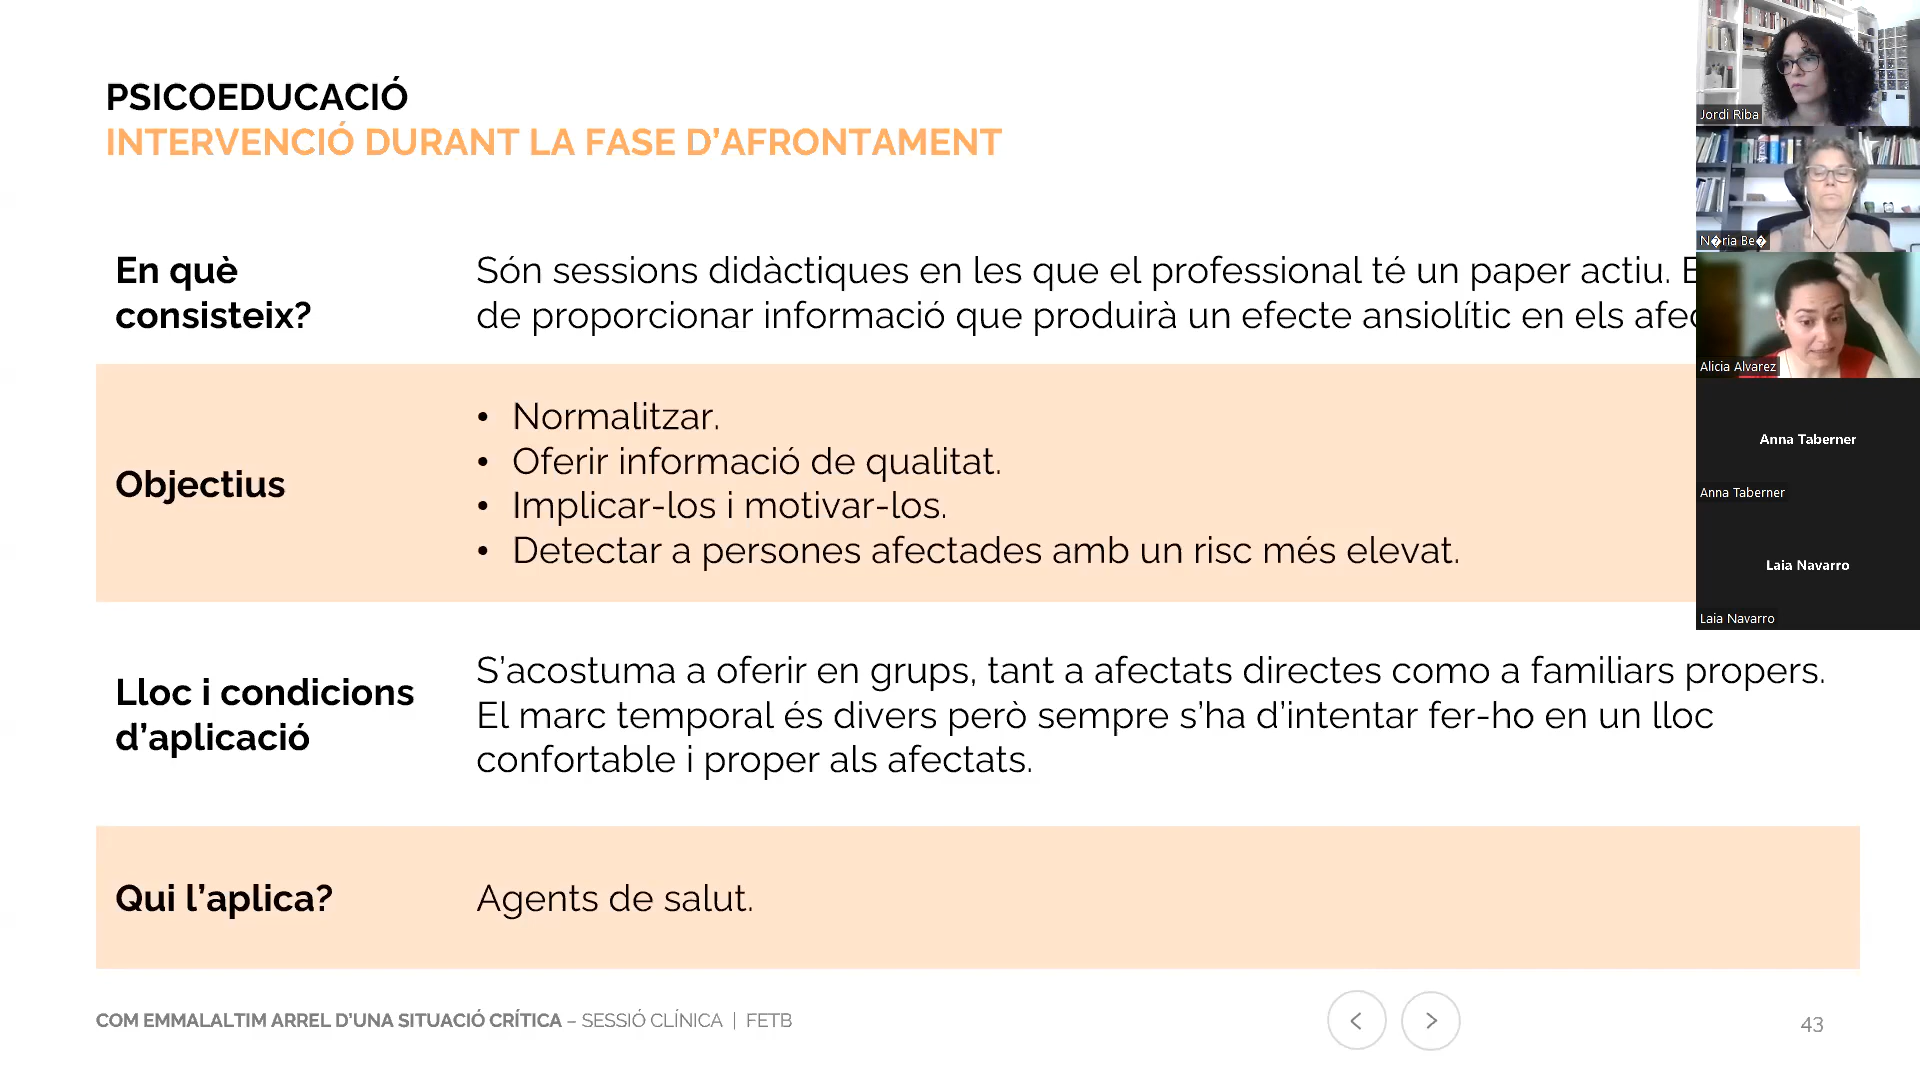 PSICOEDUCACIÓ
INTERVENCIÓ DURANT LA FASE D’AFRONTAMENT
En què
consisteix?
Són sessions didàctiques en les que el professional té un paper actiu.
de proporcionar informació que produirà un efecte ansiolític en els
Objectius
• Normalitzar.
• Oferir informació de qualitat.
• Implicar-los i motivar-los.
• Detectar a persones afectades amb un risc més elevat.
Lloc i condicions
d’aplicació
S’acostuma a oferir en grups, tant a afectats directes como a familiars propers.
El marc temporal és divers però sempre s’ha d’intentar fer-ho en un lloc
confortable i proper als afectats.
Qui l’aplica?
Agents de salut.
COM EMMALALTIM ARREL D’UNA SITUACIÓ CRÍTICA – SESSIÓ CLÍNICA | FETB
43
Jordi Riba
N�ria Be�
Alicia Alvarez
Anna Taberner
Anna Taberner
Laia Navarro
Laia Navarro